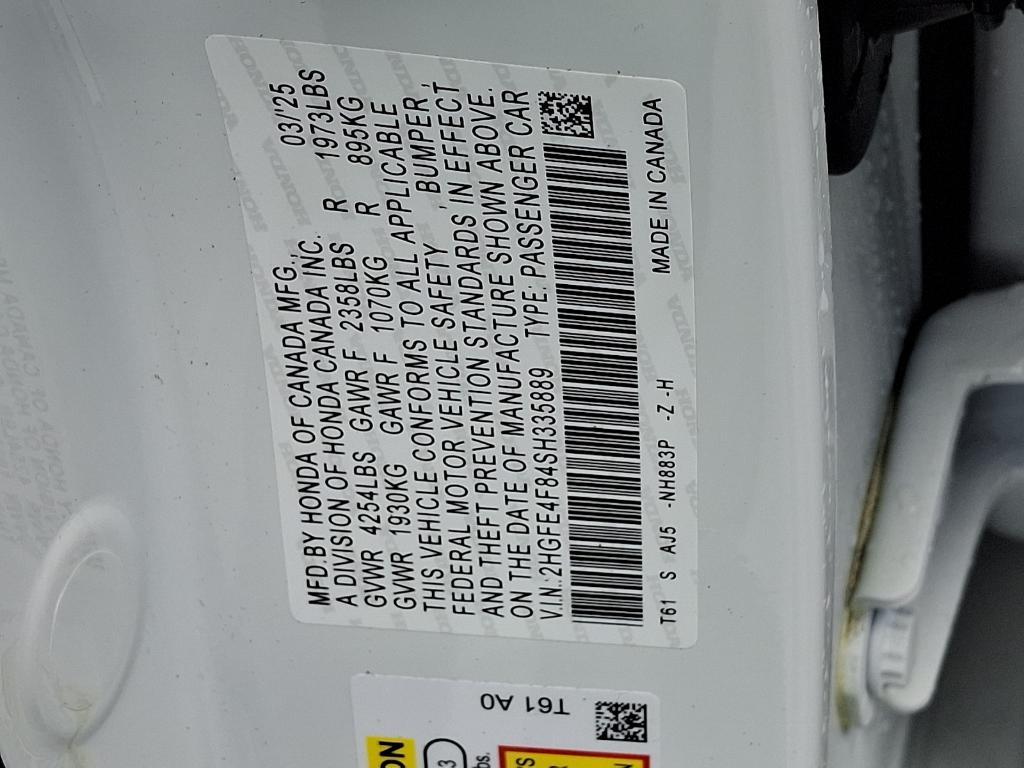 MFD.BY HONDA OF CANADA MFG.,
A DIVISION OF HONDA CANADA INC. 03/'25
GVWR 4254LBS GAWR F 2358LBS R 1973LBS
GVWR 1930KG GAWR F 1070KG R 895KG
THIS VEHICLE CONFORMS TO ALL APPLICABLE
FEDERAL MOTOR VEHICLE SAFETY , BUMPER ,
AND THEFT PREVENTION STANDARDS IN EFFECT
ON THE DATE OF MANUFACTURE SHOWN ABOVE.
V.I.N.:2HGFE4F84SH335889 TYPE: PASSENGER CAR
T61 S AJ5 -NH883P -Z -H MADE IN CANADA
T61 A0